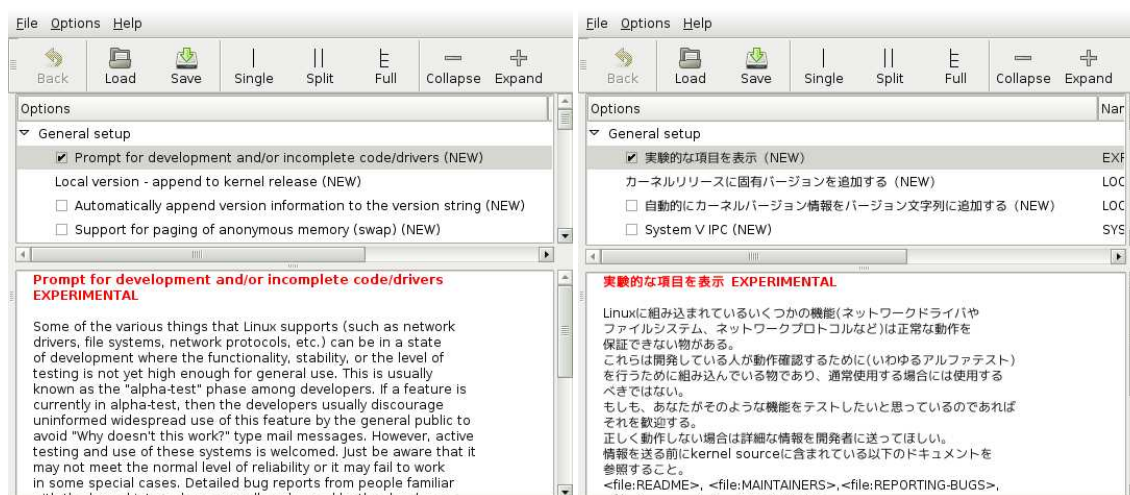 File Options Help
Back Load Save Single Split Full Collapse Expand
Options
General setup
Prompt for development and/or incomplete code/drivers (NEW)
Local version - append to kernel release (NEW)
Automatically append version information to the version string (NEW)
Support for paging of anonymous memory (swap) (NEW)
Prompt for development and/or incomplete code/drivers
EXPERIMENTAL
Some of the various things that Linux supports (such as network
drivers, file systems, network protocols, etc.) can be in a state
of development where the functionality, stability, or the level of
testing is not yet high enough for general use. This is usually
known as the "alpha-test" phase among developers. If a feature is
currently in alpha-test, then the developers usually discourage
uninformed widespread use of this feature by the general public to
avoid "Why doesn't this work?" type mail messages. However, active
testing and use of these systems is welcomed. Just be aware that it
may not meet the normal level of reliability or it may fail to work
in some special cases. Detailed bug reports from people familiar
File Options Help
Back Load Save Single Split Full Collapse Expand
Options Nar
General setup
実験的な項目を表示 (NEW) EXF
カーネルリリースに固有バージョンを追加する (NEW) LOC
自動的にカーネルバージョン情報をバージョン文字列に追加する (NEW) LOC
System V IPC (NEW) SYS
実験的な項目を表示 EXPERIMENTAL
Linuxに組み込まれているいくつかの機能(ネットワークドライバや
ファイルシステム、ネットワークプロトコルなど)は正常な動作を
保証できない物がある。
これらは開発している人が動作確認するために(いわゆるアルファテスト)
を行うために組み込んでいる物であり、通常使用する場合には使用する
べきではない。
もしも、あなたがそのような機能をテストしたいと思っているのであれば
それを歓迎する。
正しく動作しない場合は詳細な情報を開発者に送ってほしい。
情報を送る前にkernel sourceに含まれている以下のドキュメントを
参照すること。
<file:README>, <file:MAINTAINERS>,<file:REPORTING-BUGS>,